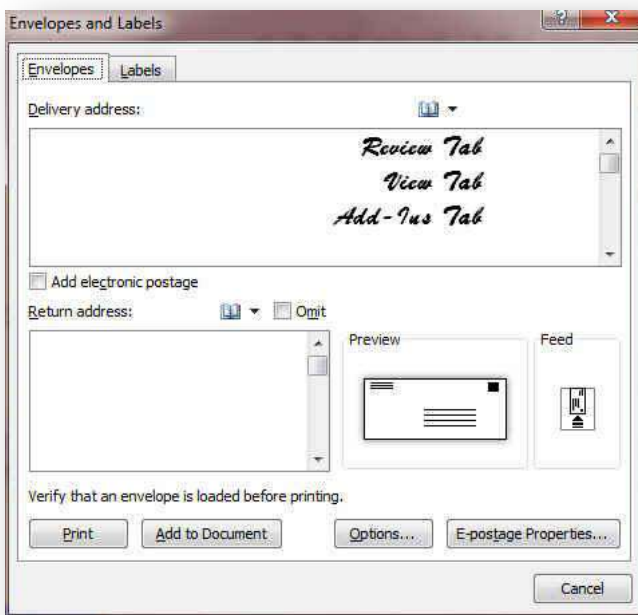 Envelopes and Labels
Envelopes Labels
Delivery address:
Review Tab
View Tab
Add-Ins Tab
Add electronic postage
Return address: Omit
Preview Feed
Verify that an envelope is loaded before printing.
Print Add to Document Options... E-postage Properties...
Cancel